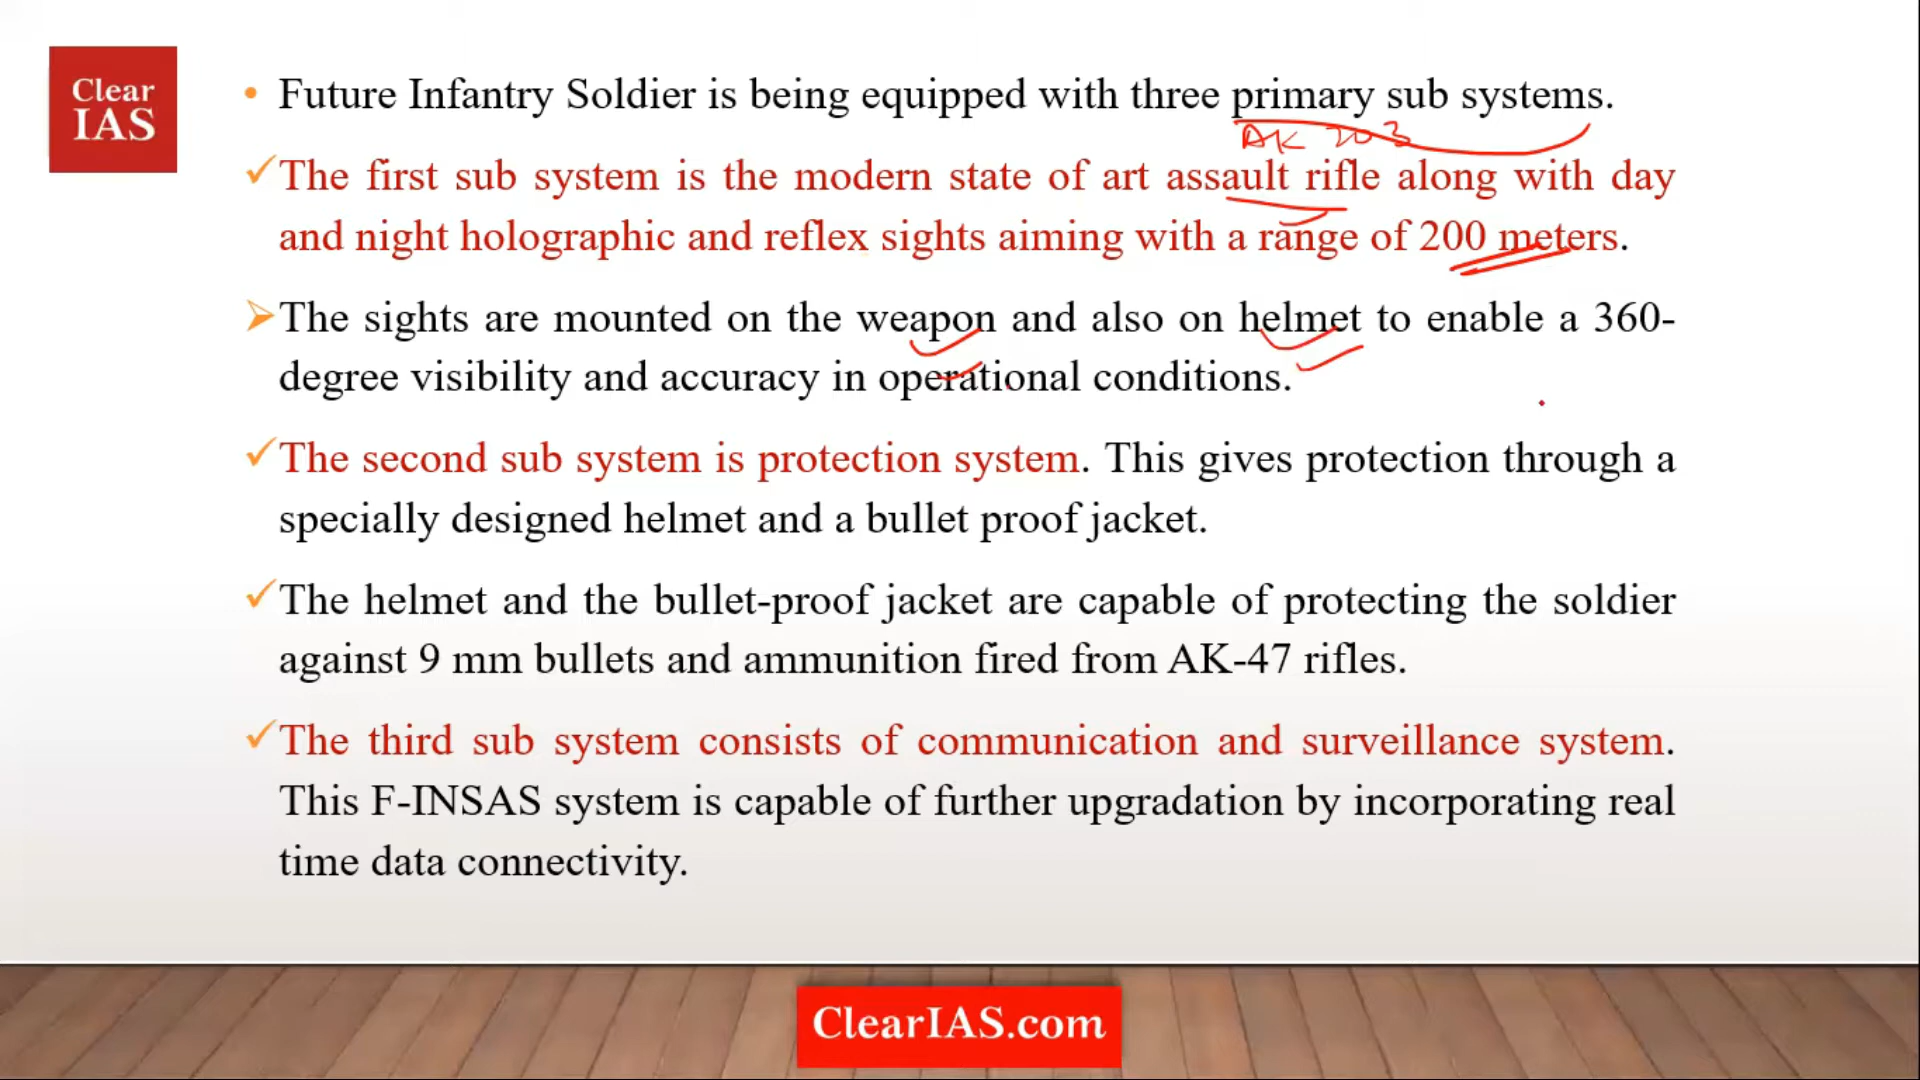 Clear
IAS
• Future Infantry Soldier is being equipped with three primary sub systems.
AK 203
✓ The first sub system is the modern state of art assault rifle along with day
and night holographic and reflex sights aiming with a range of 200 meters.
➢ The sights are mounted on the weapon and also on helmet to enable a 360-
degree visibility and accuracy in operational conditions.
✓ The second sub system is protection system. This gives protection through a
specially designed helmet and a bullet proof jacket.
✓ The helmet and the bullet-proof jacket are capable of protecting the soldier
against 9 mm bullets and ammunition fired from AK-47 rifles.
✓ The third sub system consists of communication and surveillance system.
This F-INSAS system is capable of further upgradation by incorporating real
time data connectivity.
ClearIAS.com